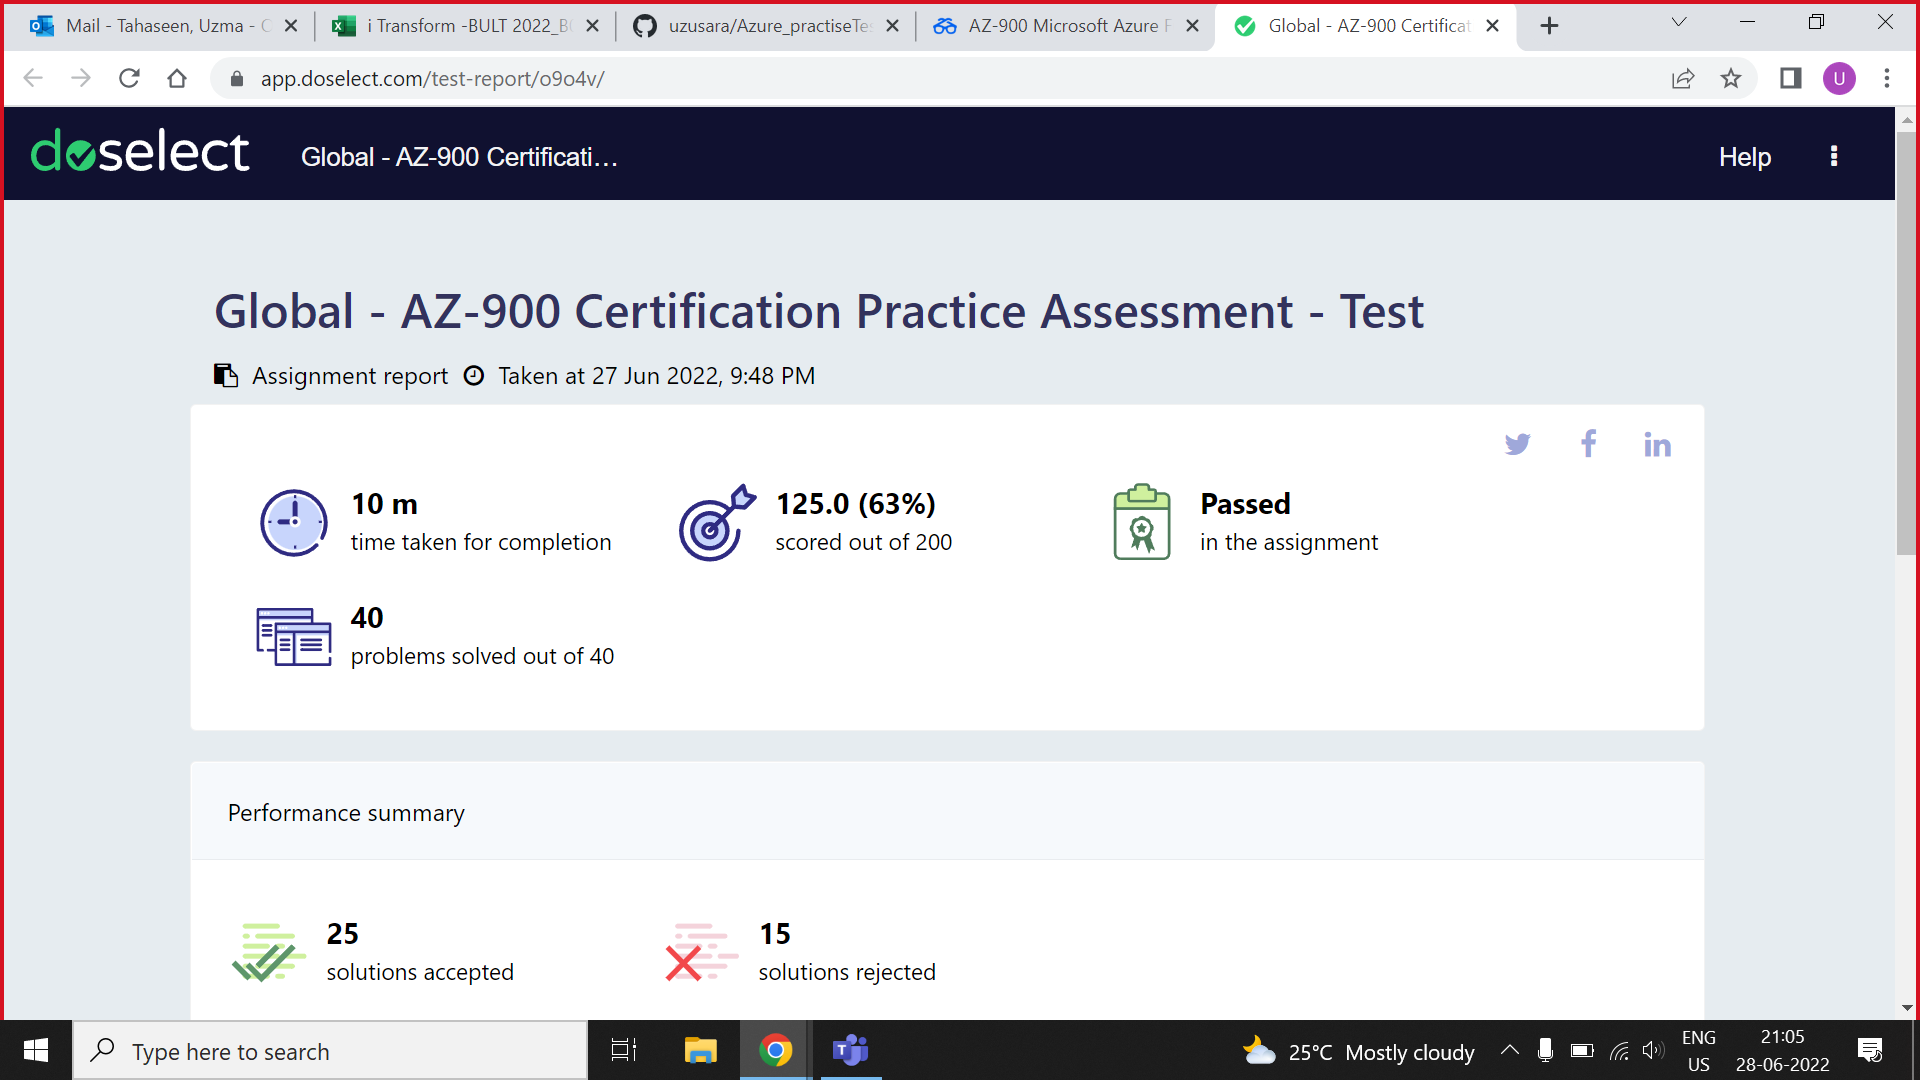 Mail - Tahaseen, Uzma - O
i Transform -BULT 2022_B
uzusara/Azure_practiseTes
AZ-900 Microsoft Azure F
Global - AZ-900 Certificat
app.doselect.com/test-report/o9o4v/
U
doselect
Global - AZ-900 Certificati...
Help
Global - AZ-900 Certification Practice Assessment - Test
Assignment report Taken at 27 Jun 2022, 9:48 PM
10 m
time taken for completion
125.0 (63%)
scored out of 200
Passed
in the assignment
40
problems solved out of 40
Performance summary
25
solutions accepted
15
solutions rejected
Type here to search
25°C Mostly cloudy
ENG
US
21:05
28-06-2022